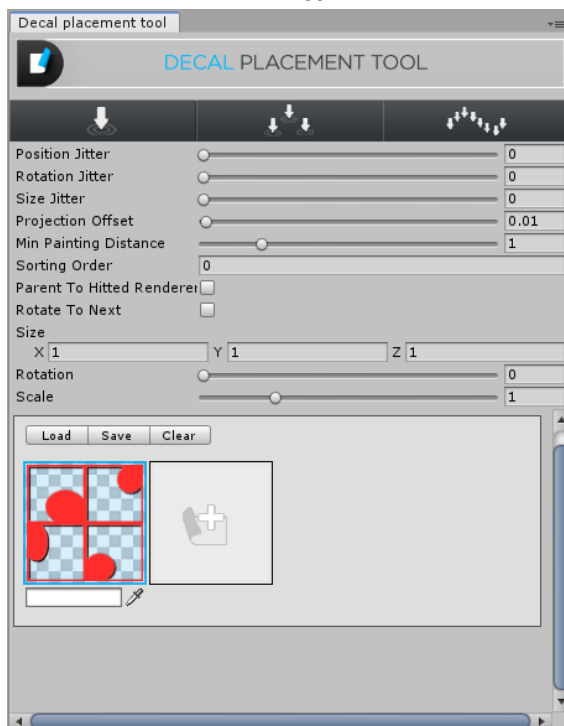 Decal placement tool
DECAL PLACEMENT TOOL
Position Jitter 0
Rotation Jitter 0
Size Jitter 0
Projection Offset 0.01
Min Painting Distance 1
Sorting Order 0
Parent To Hitted Renderer
Rotate To Next
Size
X 1 Y 1 Z 1
Rotation 0
Scale 1
Load Save Clear